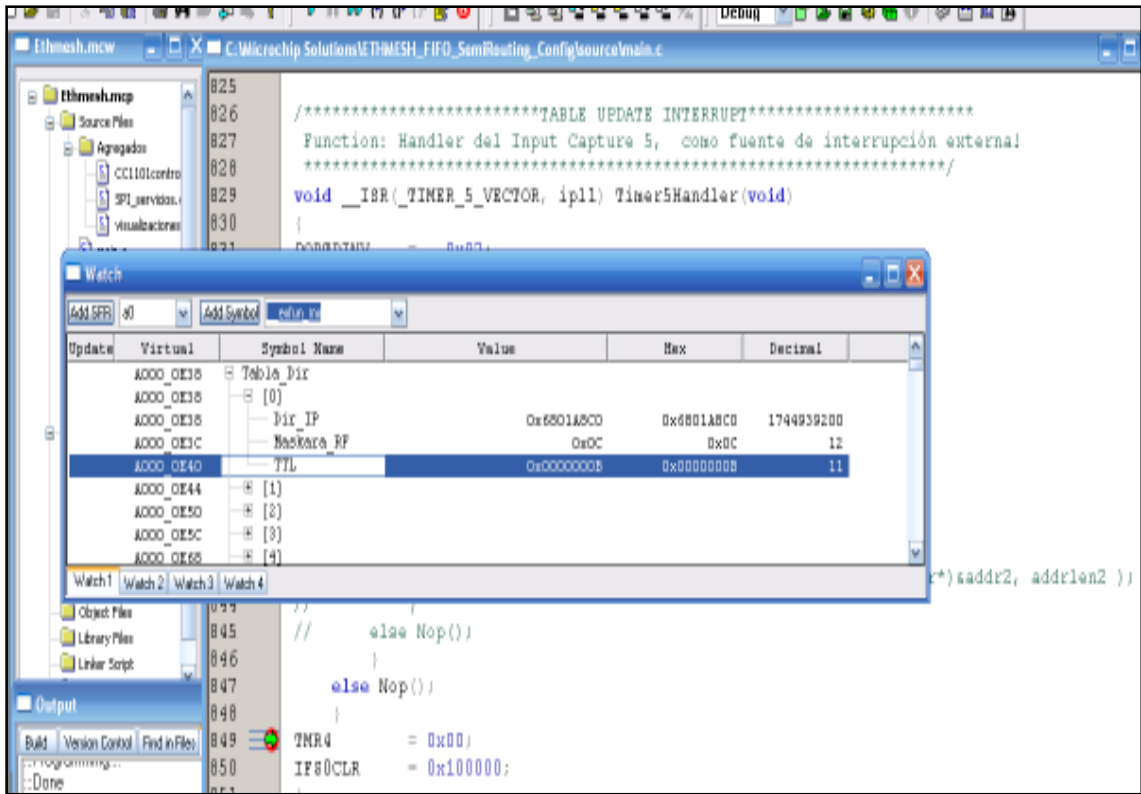 Debug
Ethmesh.mcw
C:\Microchip Solutions\ETHMESH_FIFO_SemiRouting_Config\source\main.c
Ethmesh.mcp
Source Files
Agregados
CC1101contro
SPI_servidos.
visualizaciones
825
826 /*************************TABLE UPDATE INTERRUPT************************
827 Function: Handler del Input Capture 5, como fuente de interrupción external
828 ********************************************************************/
829 void __ISR(_TIMER_5_VECTOR, ipl1) Timer5Handler(void)
830 {
Watch
Add SFR a0 Add Symbol
Update Virtual Symbol Name Value Hex Decimal
A000_0E38 Tabla_Dir
A000_0E38 [0]
A000_0E38 Dir_IP 0x6801A8C0 0x6801A8C0 1744939200
A000_0E3C Maskara_RF 0x0C 0x0C 12
A000_0E40 TTL 0x0000000B 0x0000000B 11
A000_0E44 [1]
A000_0E50 [2]
A000_0E5C [3]
A000_0E68 [4]
Watch 1 Watch 2 Watch 3 Watch 4
r*)&addr2, addrlen2 );
Object Files
Library Files
Linker Script
845 // else Nop();
846 }
847 else Nop();
848 }
849 TMR4 = 0x00;
850 IFS0CLR = 0x100000;
Output
Build Version Control Find in Files
::Done